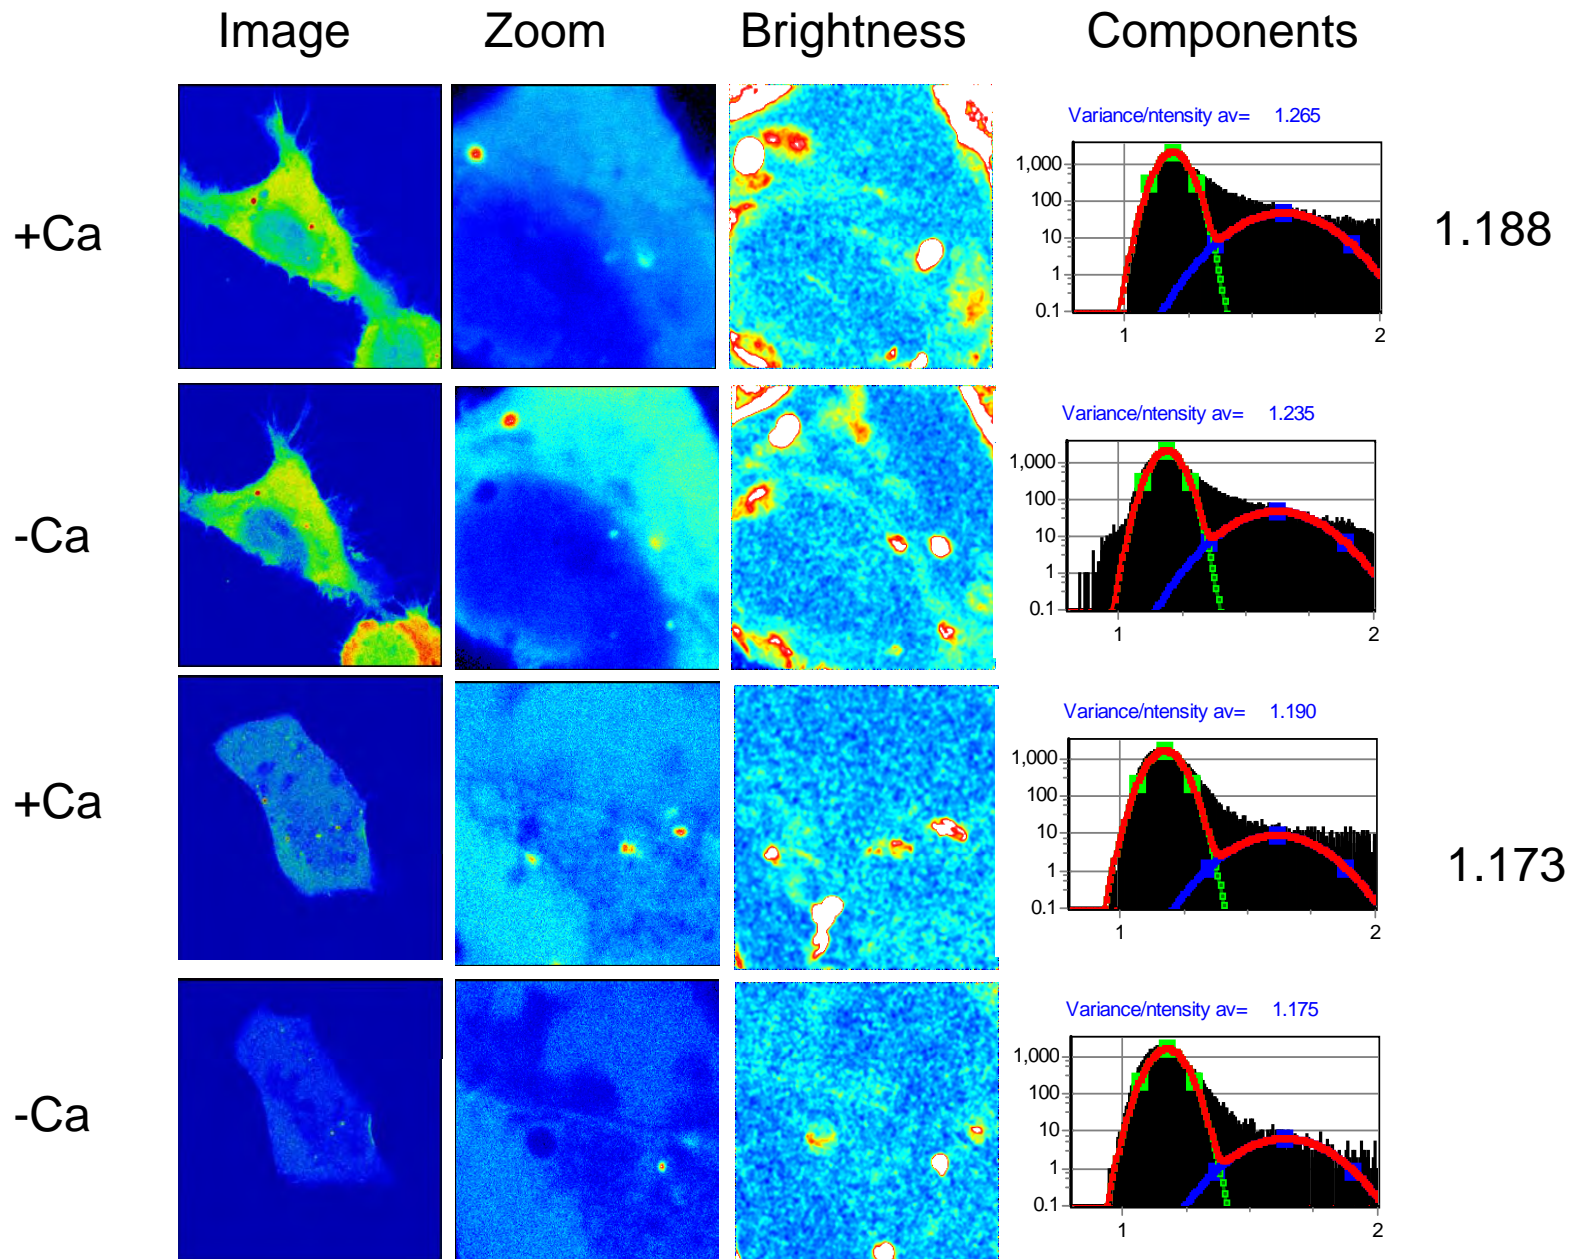 Image Zoom Brightness Components
+Ca
Variance/ntensity av= 1.265
1,000
100
10
1
0.1
1 2
1.188
-Ca
Variance/ntensity av= 1.235
1,000
100
10
1
0.1
1 2
+Ca
Variance/ntensity av= 1.190
1,000
100
10
1
0.1
1 2
1.173
-Ca
Variance/ntensity av= 1.175
1,000
100
10
1
0.1
1 2